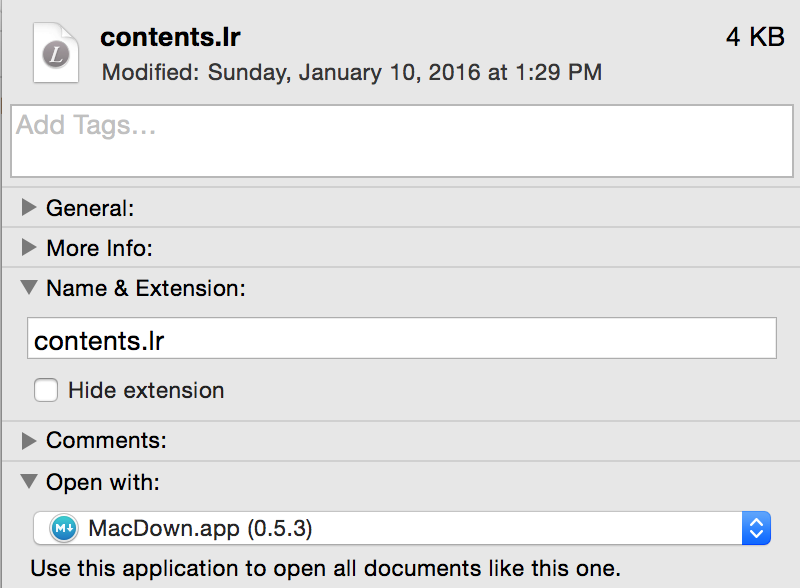 contents.lr
4 KB
Modified: Sunday, January 10, 2016 at 1:29 PM
Add Tags...
General:
More Info:
Name & Extension:
contents.lr
Hide extension
Comments:
Open with:
M↓ MacDown.app (0.5.3)
Use this application to open all documents like this one.